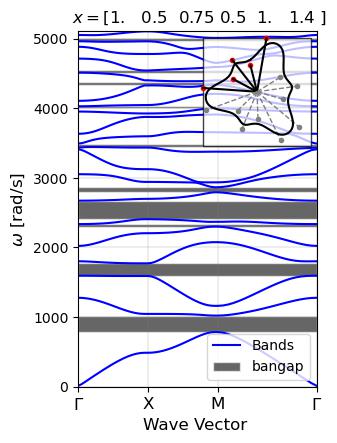 x = [1. 0.5 0.75 0.5 1. 1.4 ]
5000
4000
3000
2000
1000
0
ω [rad/s]
Bands
bangap
Γ X M Γ
Wave Vector